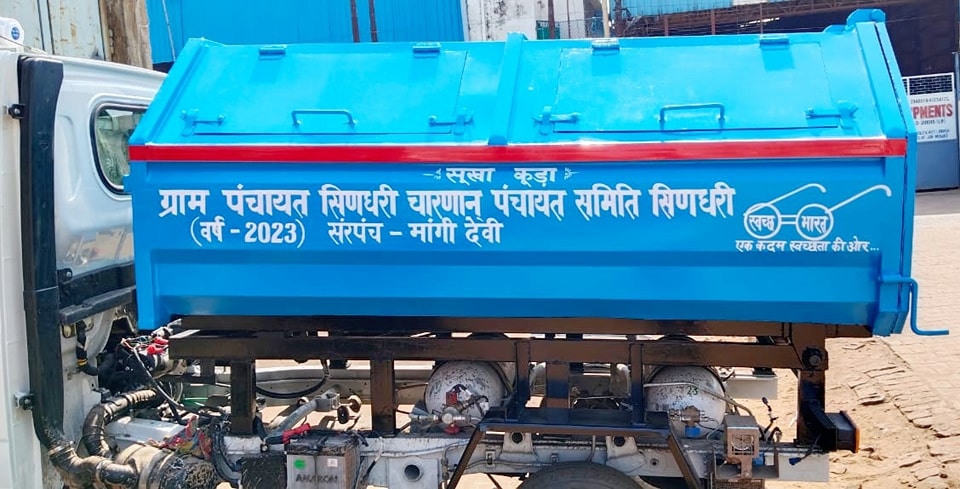 सूखा कूड़ा
ग्राम पंचायत सिणधरी चारणान् पंचायत समिति सिणधरी
(वर्ष - 2023) संरपंच - मांगी देवी
स्वच्छ भारत
एक कदम स्वच्छता की ओर...
PMENTS
AMARON